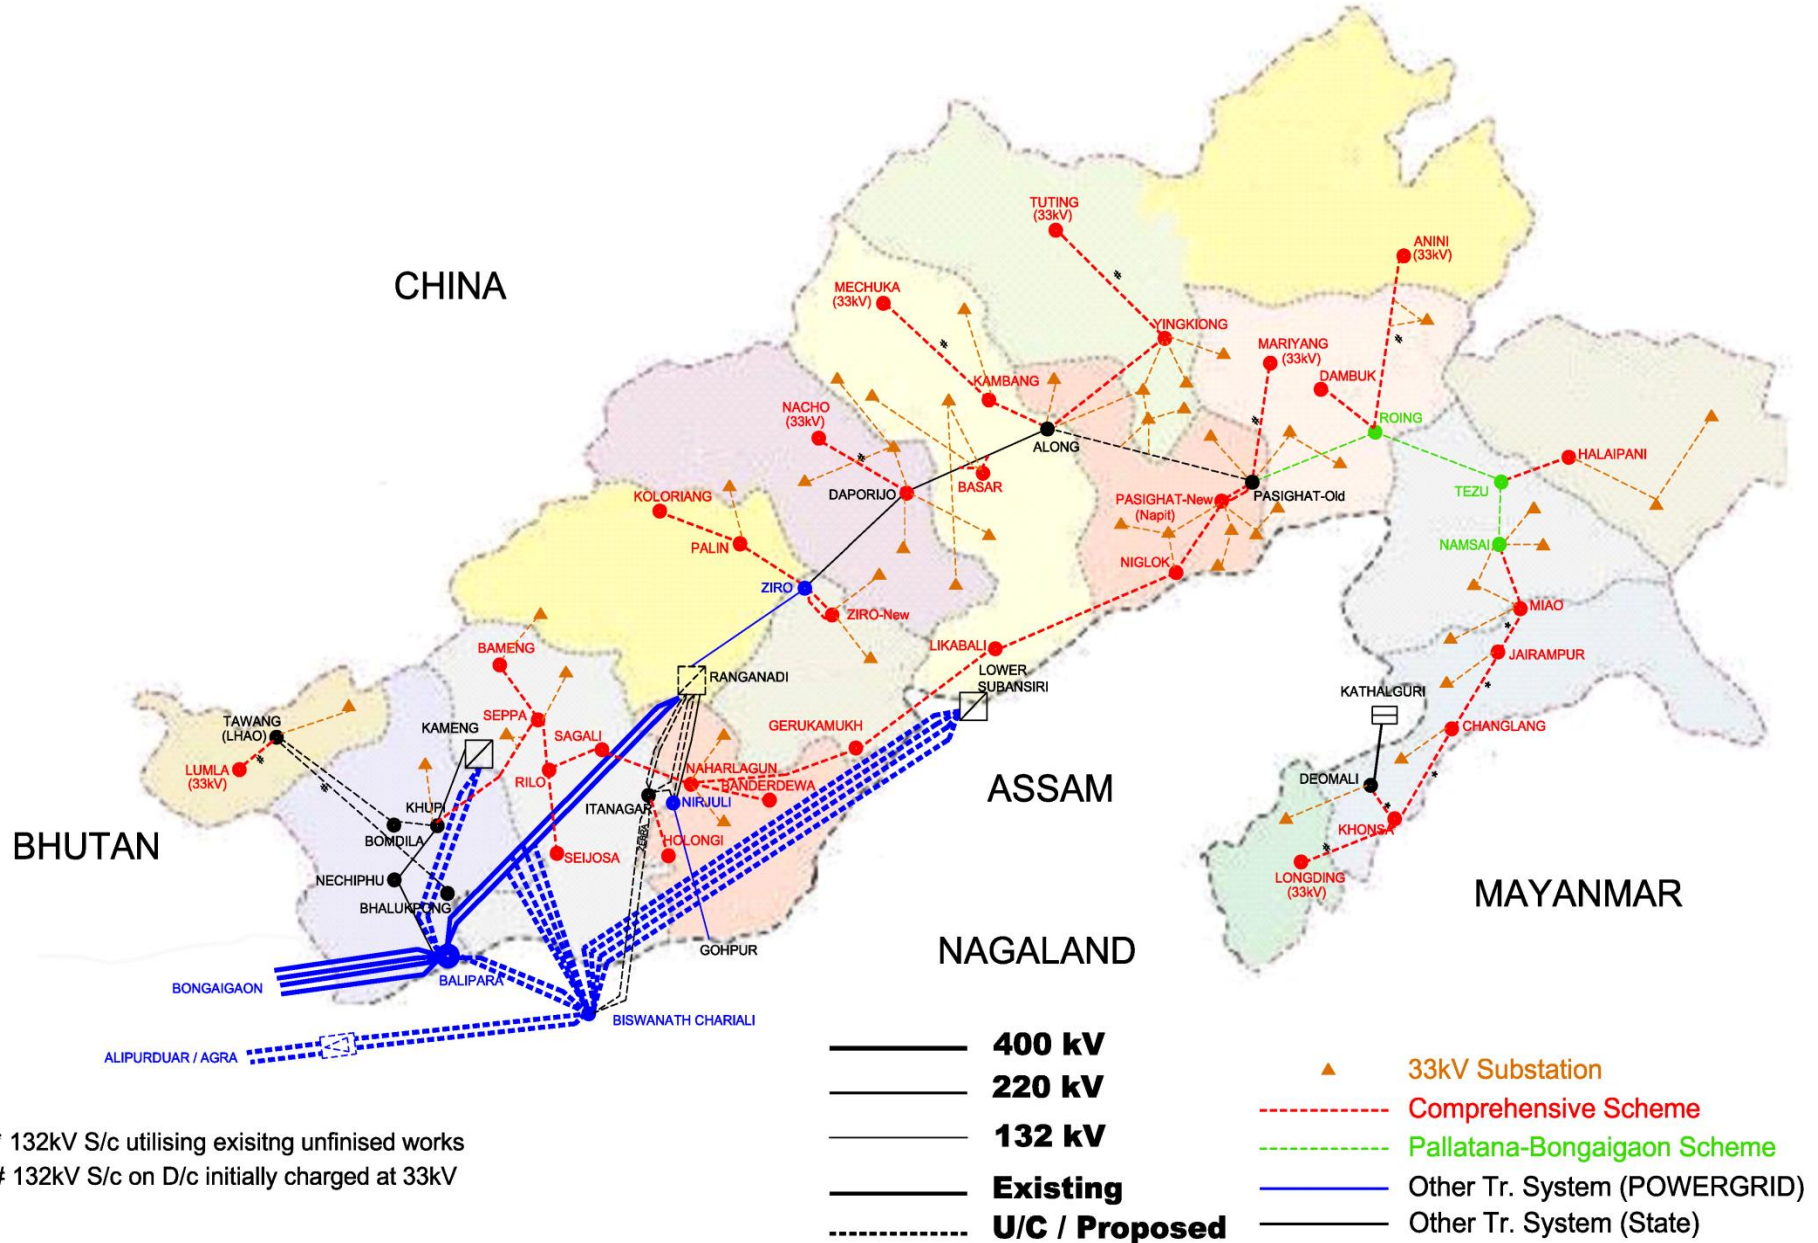 TUTING
(33kV)
ANINI
(33kV)
CHINA
MECHUKA
(33kV)
YINGKIONG
MARIYANG
(33kV)
DAMBUK
KAMBANG
NACHO
(33kV)
ROING
ALONG
HALAIPANI
KOLORIANG
DAPORIJO
BASAR
PASIGHAT-New
(Napit)
PASIGHAT-Old
TEZU
PALIN
NAMSAI
NIGLOK
ZIRO
ZIRO-New
MIAO
BAMENG
LIKABALI
JAIRAMPUR
RANGANADI
LOWER
SUBANSIRI
KATHALGURI
TAWANG
(LHAO)
KAMENG
SEPPA
SAGALI
GERUKAMUKH
CHANGLANG
LUMLA
(33kV)
RILO
NAHARLAGUN
BANDERDEWA
DEOMALI
ASSAM
KHUPI
ITANAGAR
NIRJULI
BHUTAN
BOMDILA
HOLONGI
KHONSA
SEIJOSA
NECHIPHU
LONGDING
(33kV)
MAYANMAR
BHALUKPONG
GOHPUR
NAGALAND
BONGAIGAON
BALIPARA
BISWANATH CHARIALI
ALIPURDUAR / AGRA
400 kV
220 kV
132 kV
Existing
U/C / Proposed
33kV Substation
Comprehensive Scheme
Pallatana-Bongaigaon Scheme
Other Tr. System (POWERGRID)
Other Tr. System (State)
* 132kV S/c utilising exisitng unfinised works
# 132kV S/c on D/c initially charged at 33kV